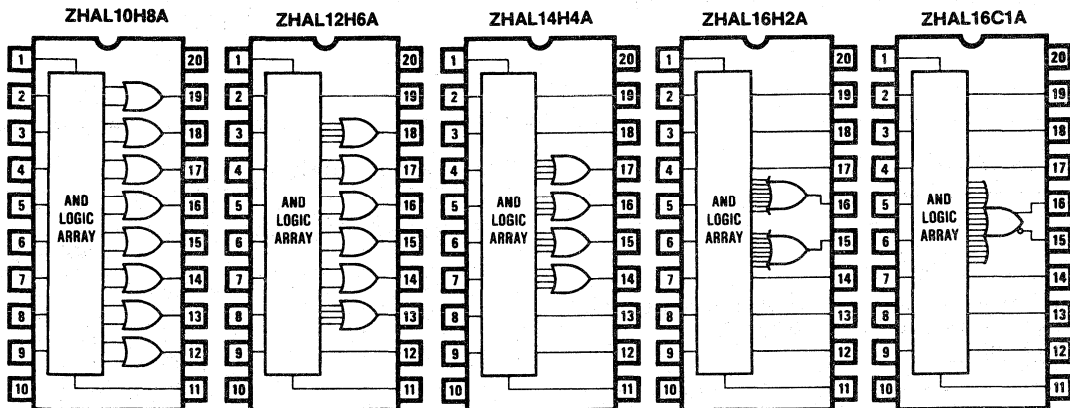 ZHAL10H8A ZHAL12H6A ZHAL14H4A ZHAL16H2A ZHAL16C1A
1 20 1 20 1 20 1 20 1 20
2 19 2 19 2 19 2 19 2 19
3 18 3 18 3 18 3 18 3 18
4 17 4 17 4 17 4 17 4 17
AND AND AND AND AND
5 LOGIC 16 5 LOGIC 16 5 LOGIC 16 5 LOGIC 16 5 LOGIC 16
6 ARRAY 15 6 ARRAY 15 6 ARRAY 15 6 ARRAY 15 6 ARRAY 15
7 14 7 14 7 14 7 14 7 14
8 13 8 13 8 13 8 13 8 13
9 12 9 12 9 12 9 12 9 12
10 11 10 11 10 11 10 11 10 11